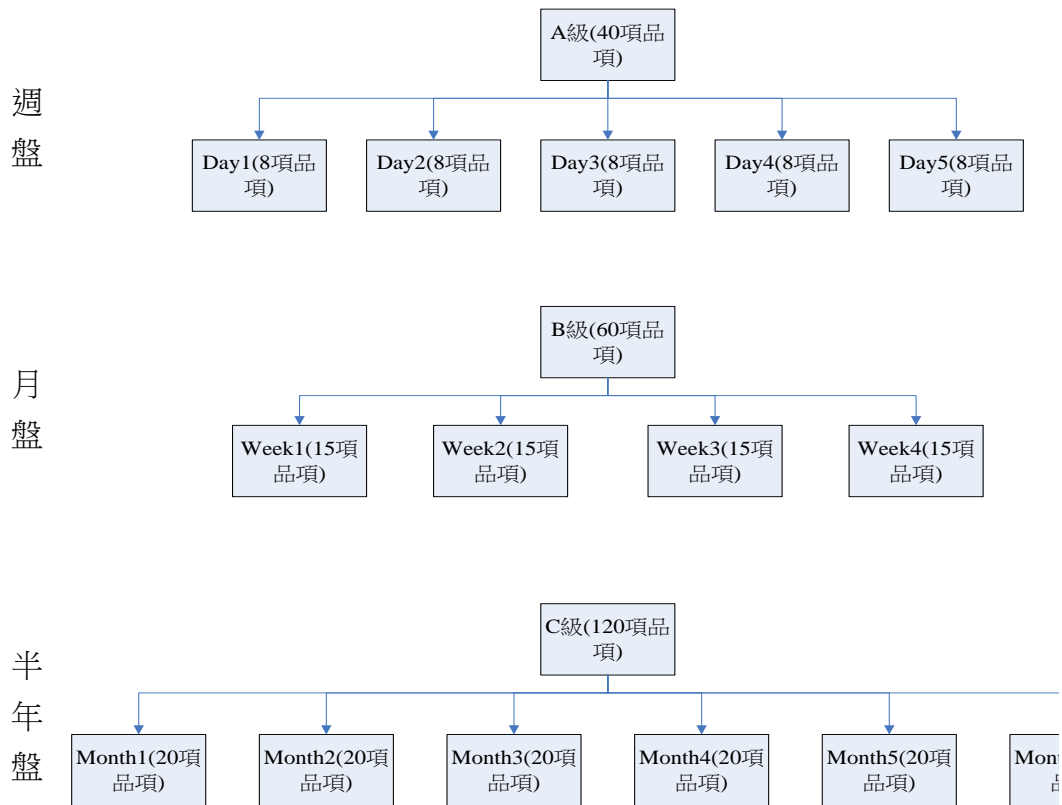 週
盤
A級(40項品
項)
Day1(8項品
項)
Day2(8項品
項)
Day3(8項品
項)
Day4(8項品
項)
Day5(8項品
項)
月
盤
B級(60項品
項)
Week1(15項
品項)
Week2(15項
品項)
Week3(15項
品項)
Week4(15項
品項)
半
年
盤
C級(120項品
項)
Month1(20項
品項)
Month2(20項
品項)
Month3(20項
品項)
Month4(20項
品項)
Month5(20項
品項)
Mont
品